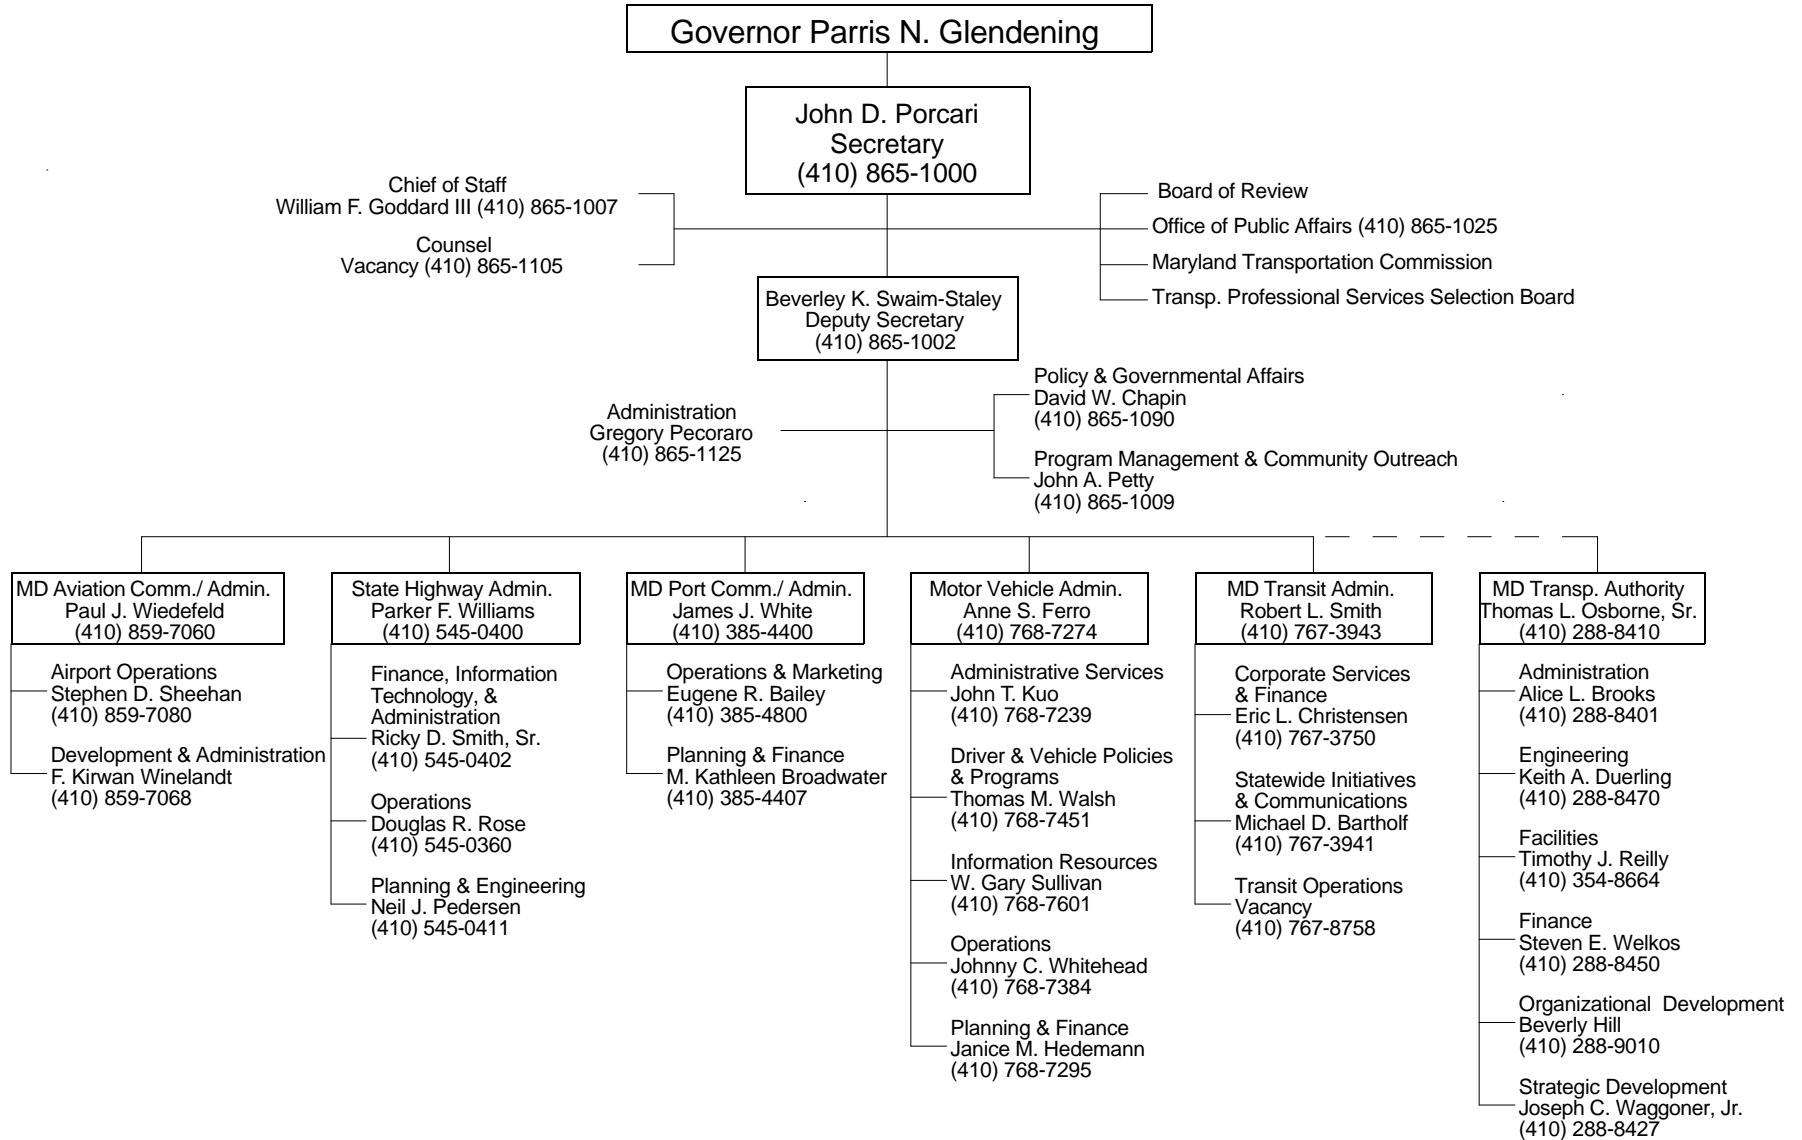 Governor Parris N. Glendening
John D. Porcari
Secretary
(410) 865-1000
Chief of Staff
William F. Goddard III (410) 865-1007
Counsel
Vacancy (410) 865-1105
Board of Review
Office of Public Affairs (410) 865-1025
Maryland Transportation Commission
Transp. Professional Services Selection Board
Beverley K. Swaim-Staley
Deputy Secretary
(410) 865-1002
Administration
Gregory Pecoraro
(410) 865-1125
Policy & Governmental Affairs
David W. Chapin
(410) 865-1090
Program Management & Community Outreach
John A. Petty
(410) 865-1009
MD Aviation Comm./ Admin.
Paul J. Wiedefeld
(410) 859-7060
Airport Operations
Stephen D. Sheehan
(410) 859-7080
Development & Administration
F. Kirwan Winelandt
(410) 859-7068
State Highway Admin.
Parker F. Williams
(410) 545-0400
Finance, Information
Technology, &
Administration
Ricky D. Smith, Sr.
(410) 545-0402
Operations
Douglas R. Rose
(410) 545-0360
Planning & Engineering
Neil J. Pedersen
(410) 545-0411
MD Port Comm./ Admin.
James J. White
(410) 385-4400
Operations & Marketing
Eugene R. Bailey
(410) 385-4800
Planning & Finance
M. Kathleen Broadwater
(410) 385-4407
Motor Vehicle Admin.
Anne S. Ferro
(410) 768-7274
Administrative Services
John T. Kuo
(410) 768-7239
Driver & Vehicle Policies
& Programs
Thomas M. Walsh
(410) 768-7451
Information Resources
W. Gary Sullivan
(410) 768-7601
Operations
Johnny C. Whitehead
(410) 768-7384
Planning & Finance
Janice M. Hedemann
(410) 768-7295
MD Transit Admin.
Robert L. Smith
(410) 767-3943
Corporate Services
& Finance
Eric L. Christensen
(410) 767-3750
Statewide Initiatives
& Communications
Michael D. Bartholf
(410) 767-3941
Transit Operations
Vacancy
(410) 767-8758
MD Transp. Authority
Thomas L. Osborne, Sr.
(410) 288-8410
Administration
Alice L. Brooks
(410) 288-8401
Engineering
Keith A. Duerling
(410) 288-8470
Facilities
Timothy J. Reilly
(410) 354-8664
Finance
Steven E. Welkos
(410) 288-8450
Organizational Development
Beverly Hill
(410) 288-9010
Strategic Development
Joseph C. Waggoner, Jr.
(410) 288-8427